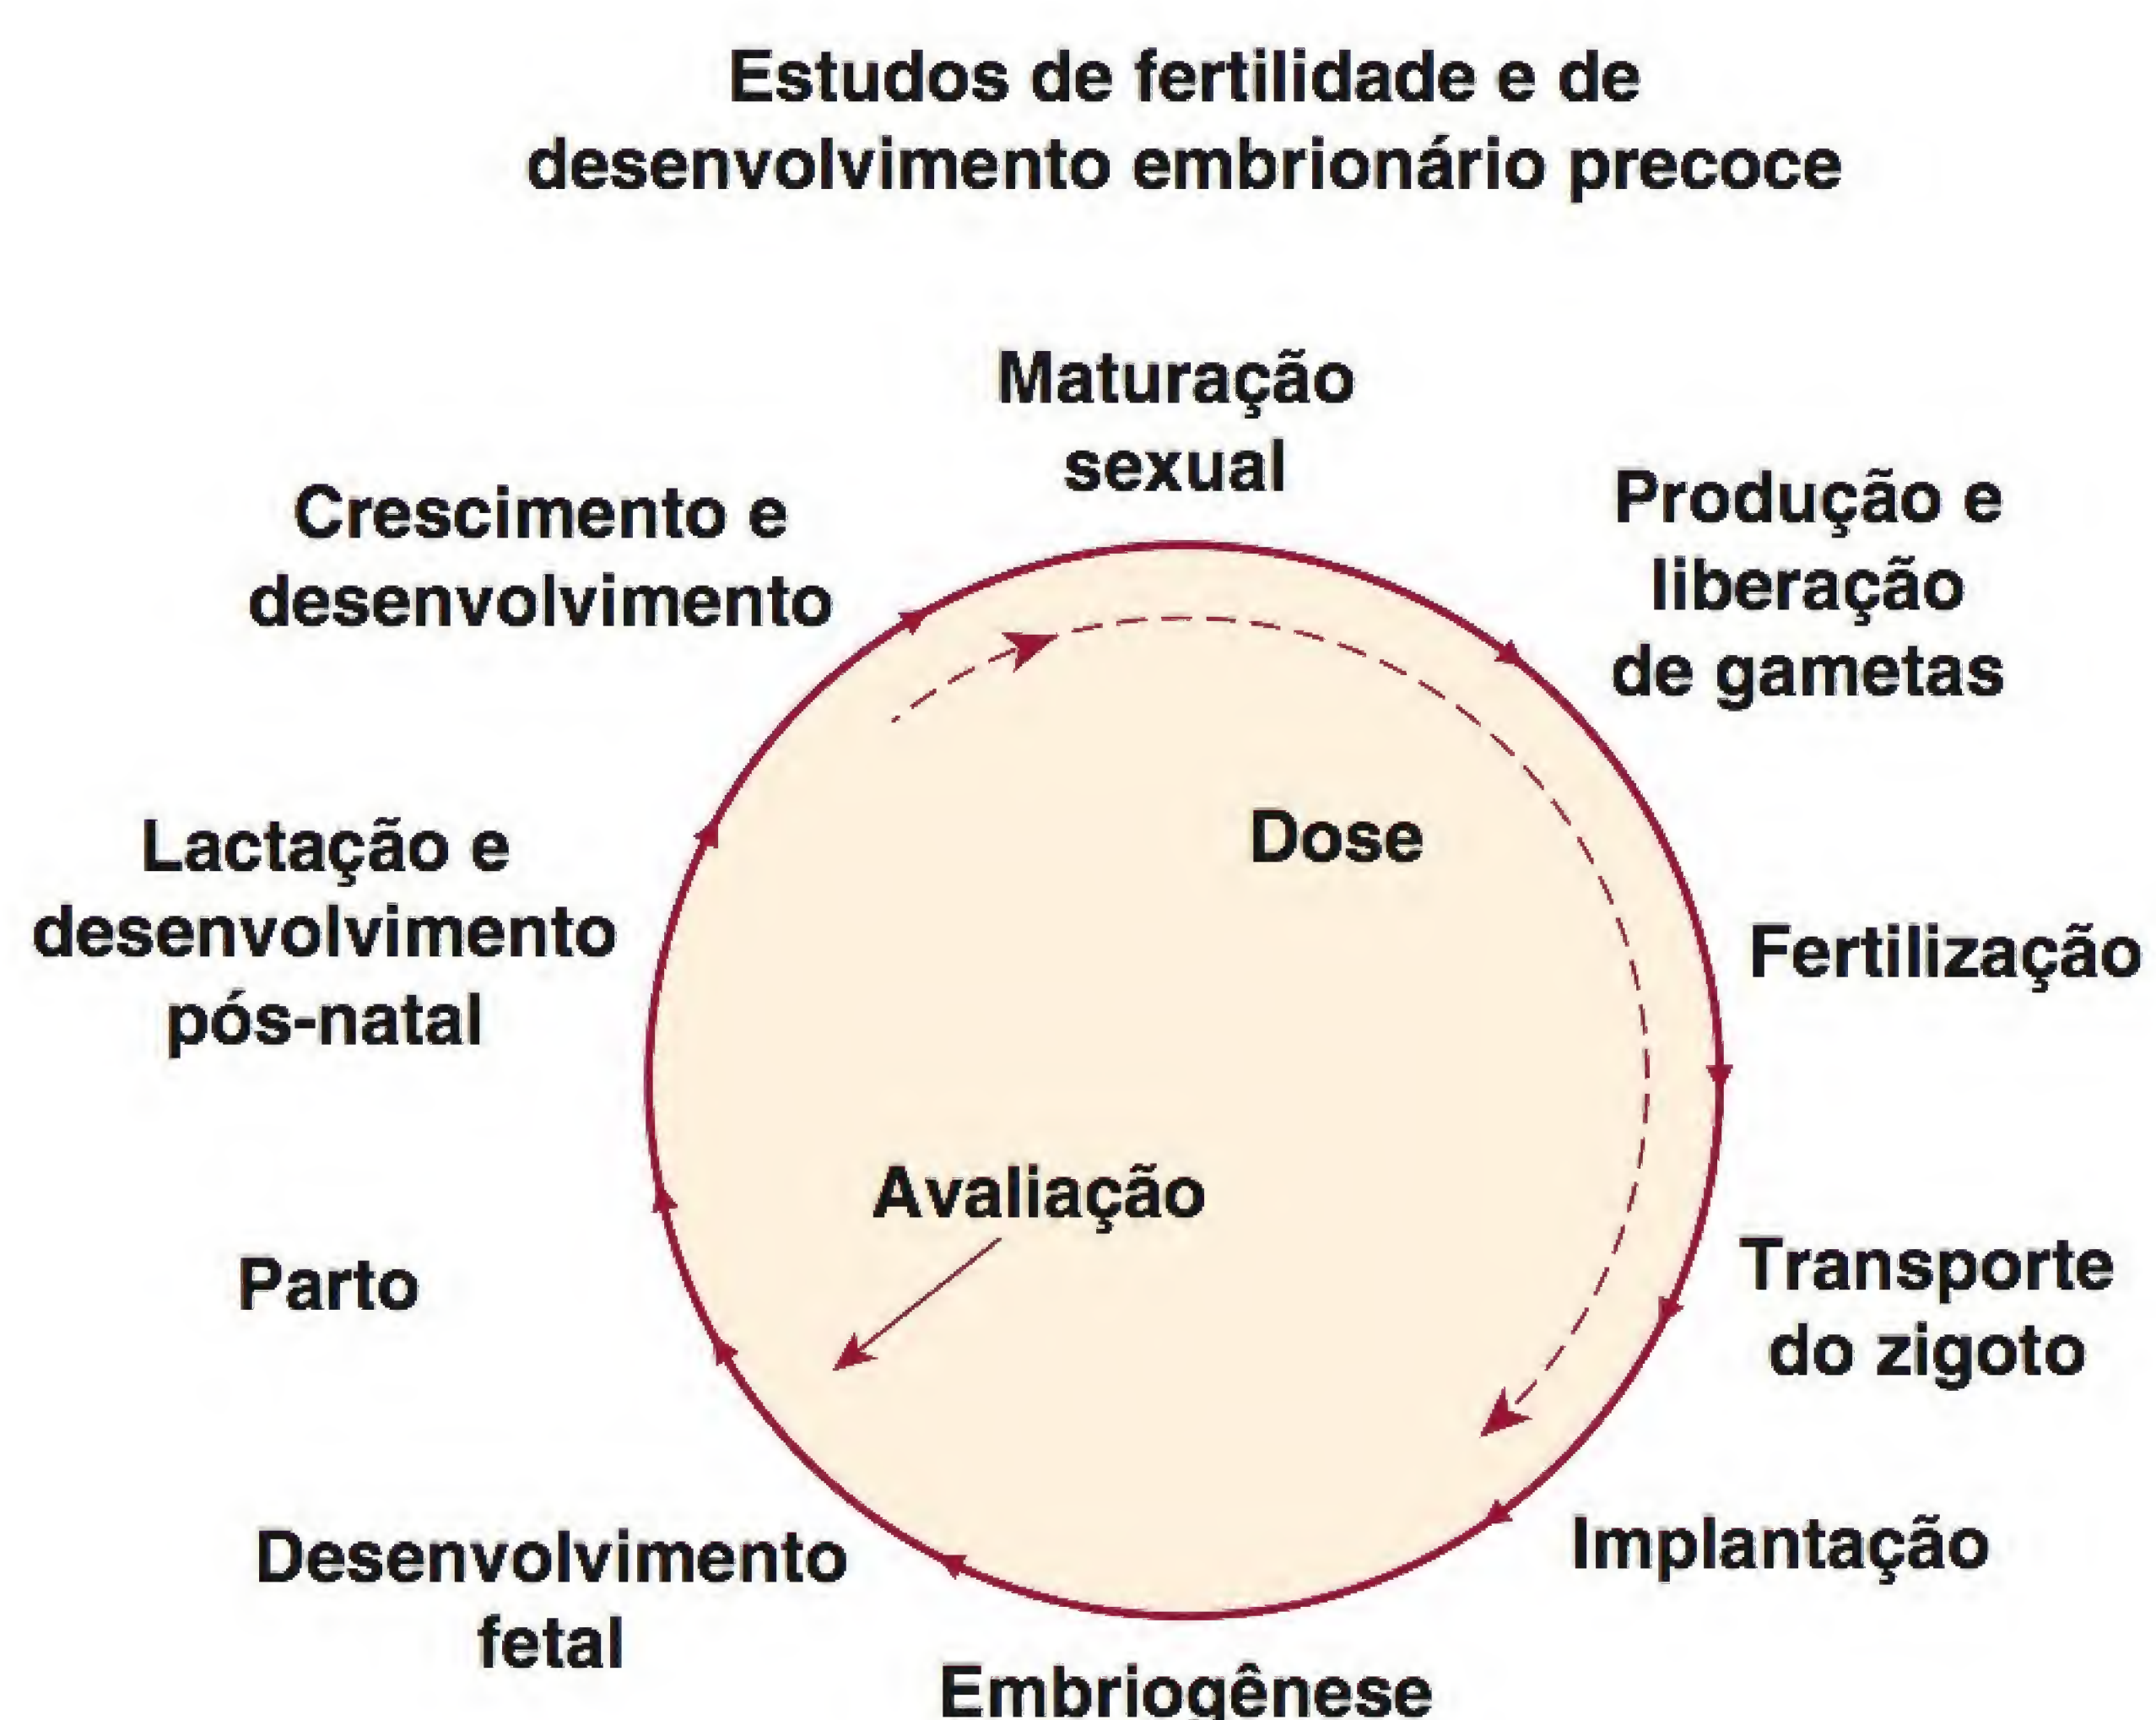 Estudos de fertilidade e de
desenvolvimento embrionário precoce
Maturação
sexual
Produção e
liberação
de gametas
Fertilização
Transporte
do zigoto
Implantação
Embriogênese
Desenvolvimento
fetal
Parto
Lactação e
desenvolvimento
pós-natal
Crescimento e
desenvolvimento
Dose
Avaliação